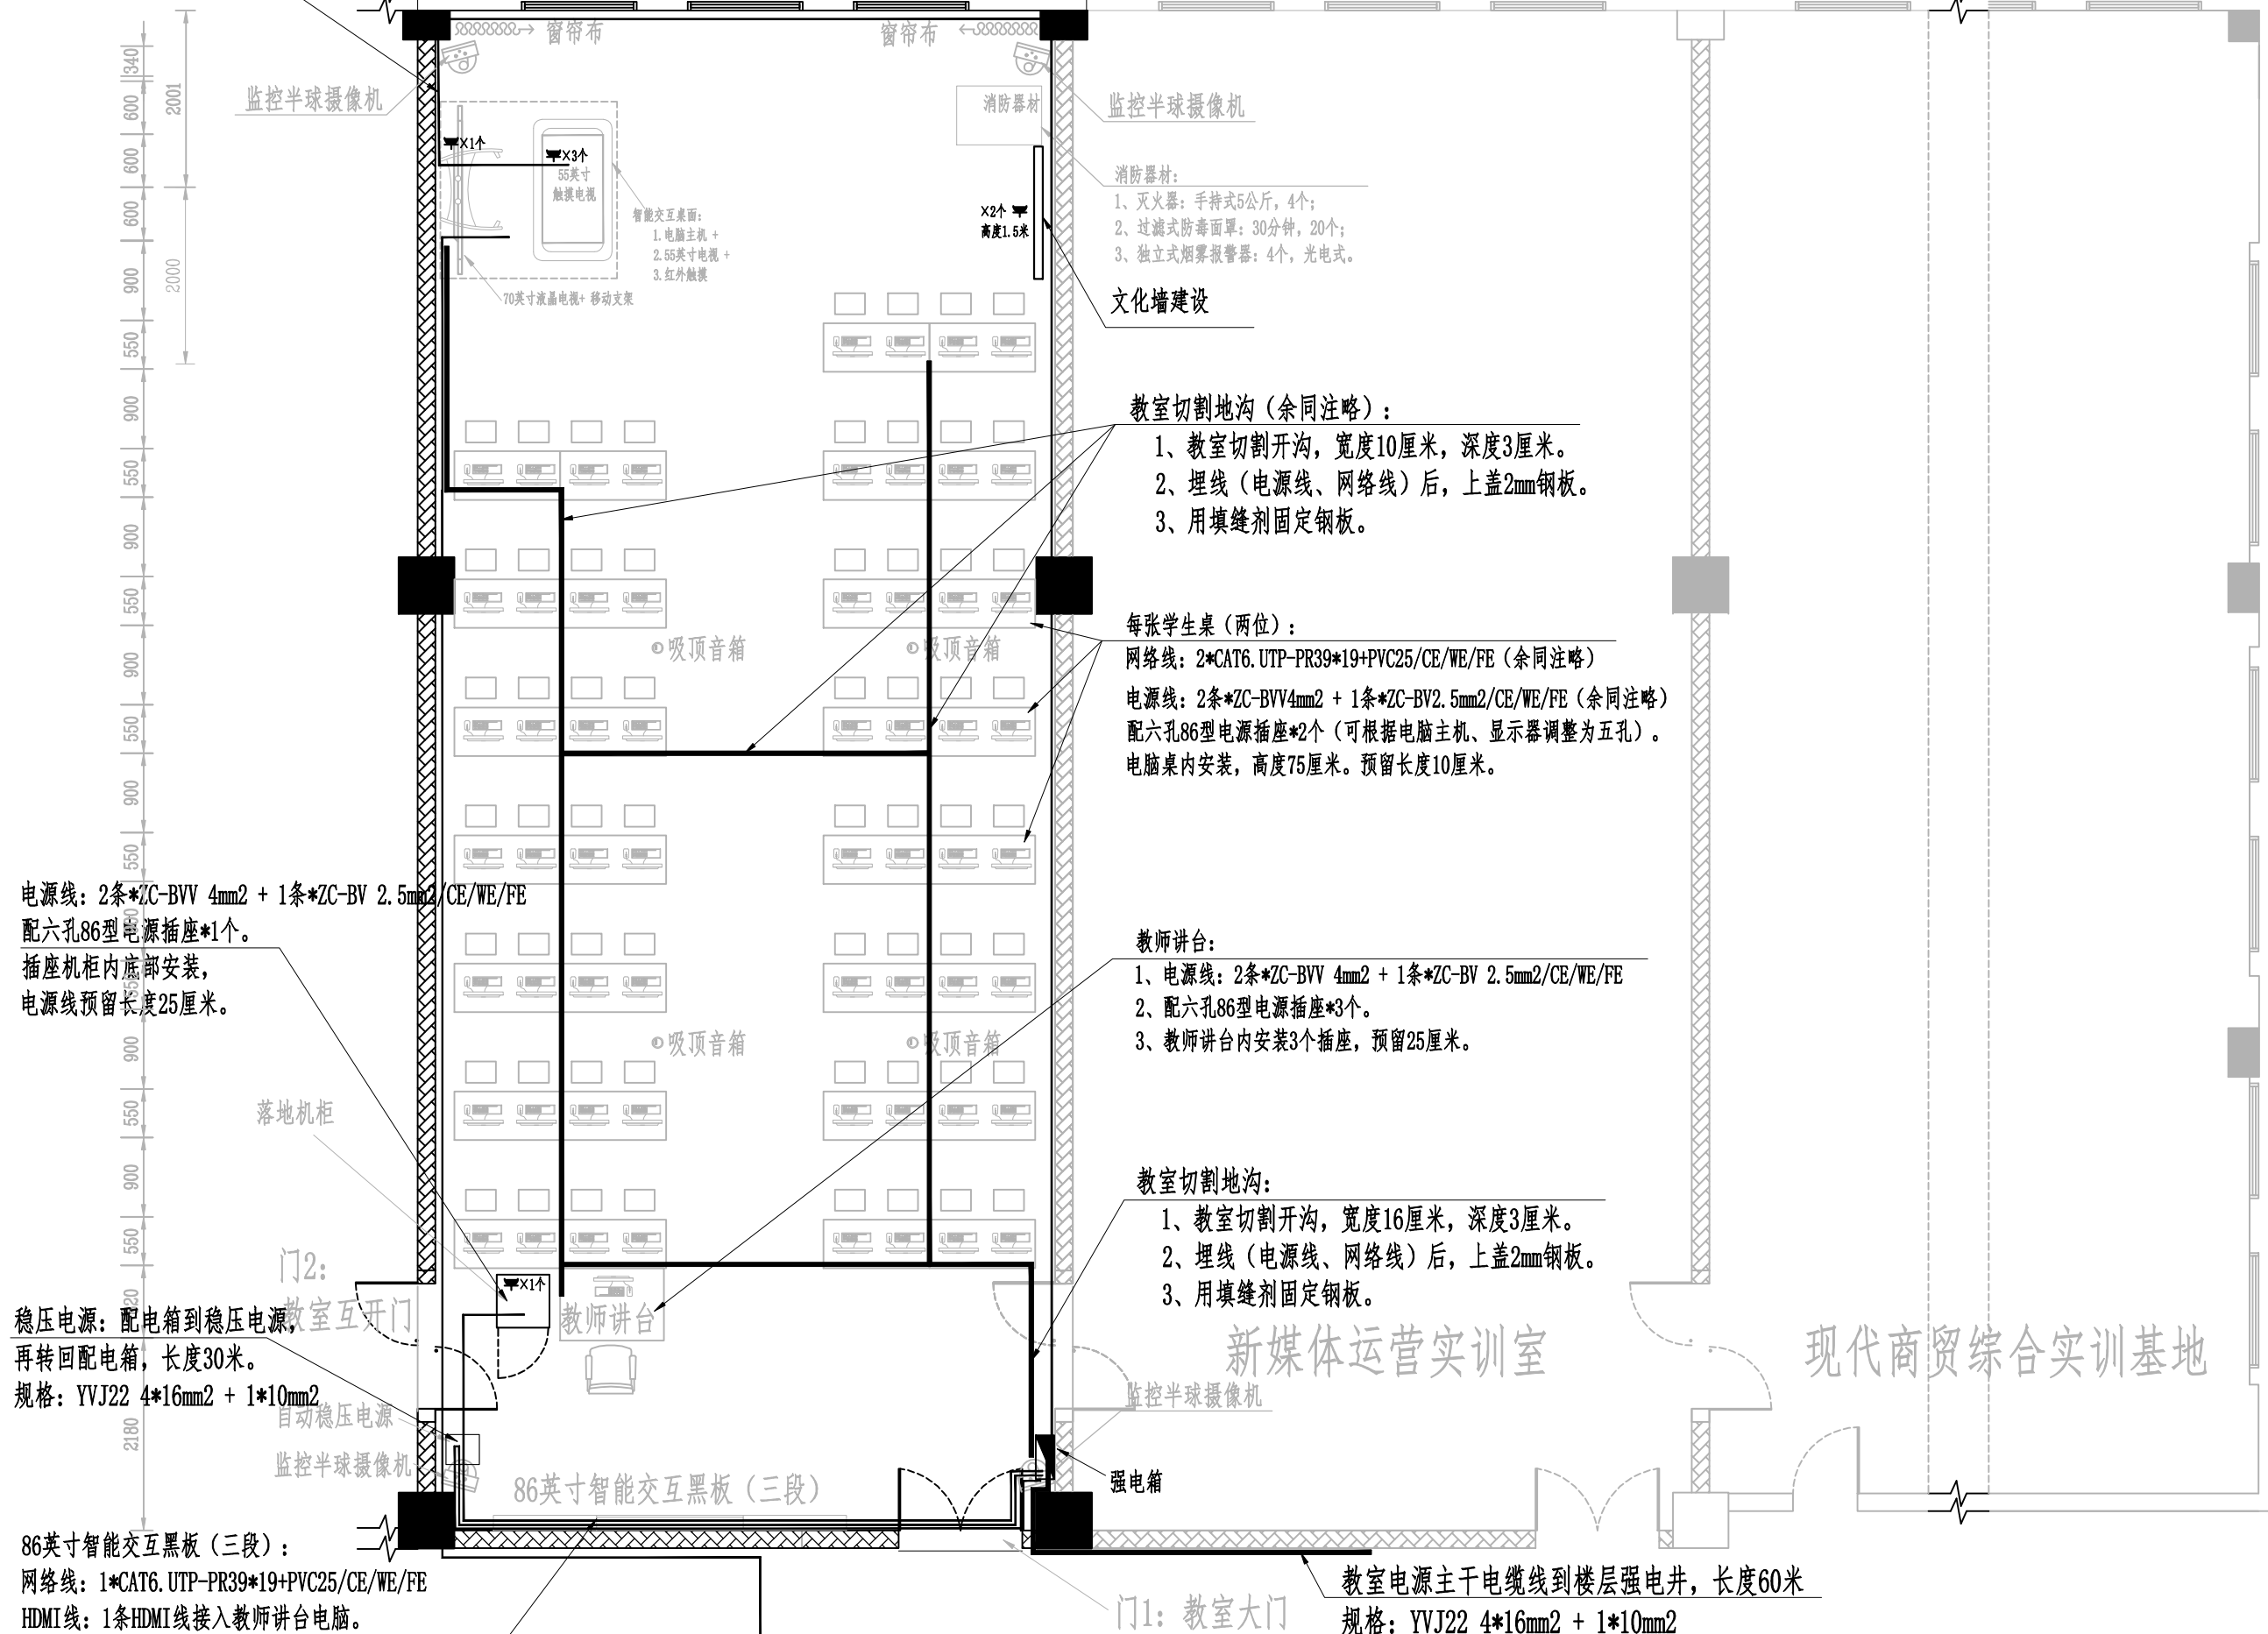 窗帘布
窗帘布
监控半球摄像机
×1个
×3个
55英寸
触摸电视
智能交互桌面：
1.电脑主机 +
2.55英寸电视 +
3.红外触摸
70英寸液晶电视+ 移动支架
消防器材
×2个
高度1.5米
监控半球摄像机
消防器材：
1、灭火器：手持式5公斤，4个；
2、过滤式防毒面罩：30分钟，20个；
3、独立式烟雾报警器：4个，光电式。
文化墙建设
340
600
600
600
900
550
900
550
900
550
900
550
900
550
900
550
900
550
2180
2001
2000
教室切割地沟（余同注略）：
1、教室切割开沟，宽度10厘米，深度3厘米。
2、埋线（电源线、网络线）后，上盖2mm钢板。
3、用填缝剂固定钢板。
每张学生桌（两位）：
网络线：2*CAT6.UTP-PR39*19+PVC25/CE/WE/FE（余同注略）
电源线：2条*ZC-BVV4mm2 + 1条*ZC-BV2.5mm2/CE/WE/FE（余同注略）
配六孔86型电源插座*2个（可根据电脑主机、显示器调整为五孔）。
电脑桌内安装，高度75厘米。预留长度10厘米。
吸顶音箱
吸顶音箱
电源线：2条*ZC-BVV 4mm2 + 1条*ZC-BV 2.5mm2/CE/WE/FE
配六孔86型电源插座*1个。
插座机柜内底部安装，
电源线预留长度25厘米。
吸顶音箱
吸顶音箱
教师讲台：
1、电源线：2条*ZC-BVV 4mm2 + 1条*ZC-BV 2.5mm2/CE/WE/FE
2、配六孔86型电源插座*3个。
3、教师讲台内安装3个插座，预留25厘米。
落地机柜
教室切割地沟：
1、教室切割开沟，宽度16厘米，深度3厘米。
2、埋线（电源线、网络线）后，上盖2mm钢板。
3、用填缝剂固定钢板。
门2：
教室互开门
×1个
教师讲台
稳压电源：配电箱到稳压电源，
再转回配电箱，长度30米。
规格：YVJ22 4*16mm2 + 1*10mm2
自动稳压电源
监控半球摄像机
新媒体运营实训室
现代商贸综合实训基地
监控半球摄像机
86英寸智能交互黑板（三段）
强电箱
86英寸智能交互黑板（三段）：
网络线：1*CAT6.UTP-PR39*19+PVC25/CE/WE/FE
HDMI线：1条HDMI线接入教师讲台电脑。
门1：教室大门
教室电源主干电缆线到楼层强电井，长度60米
规格：YVJ22 4*16mm2 + 1*10mm2